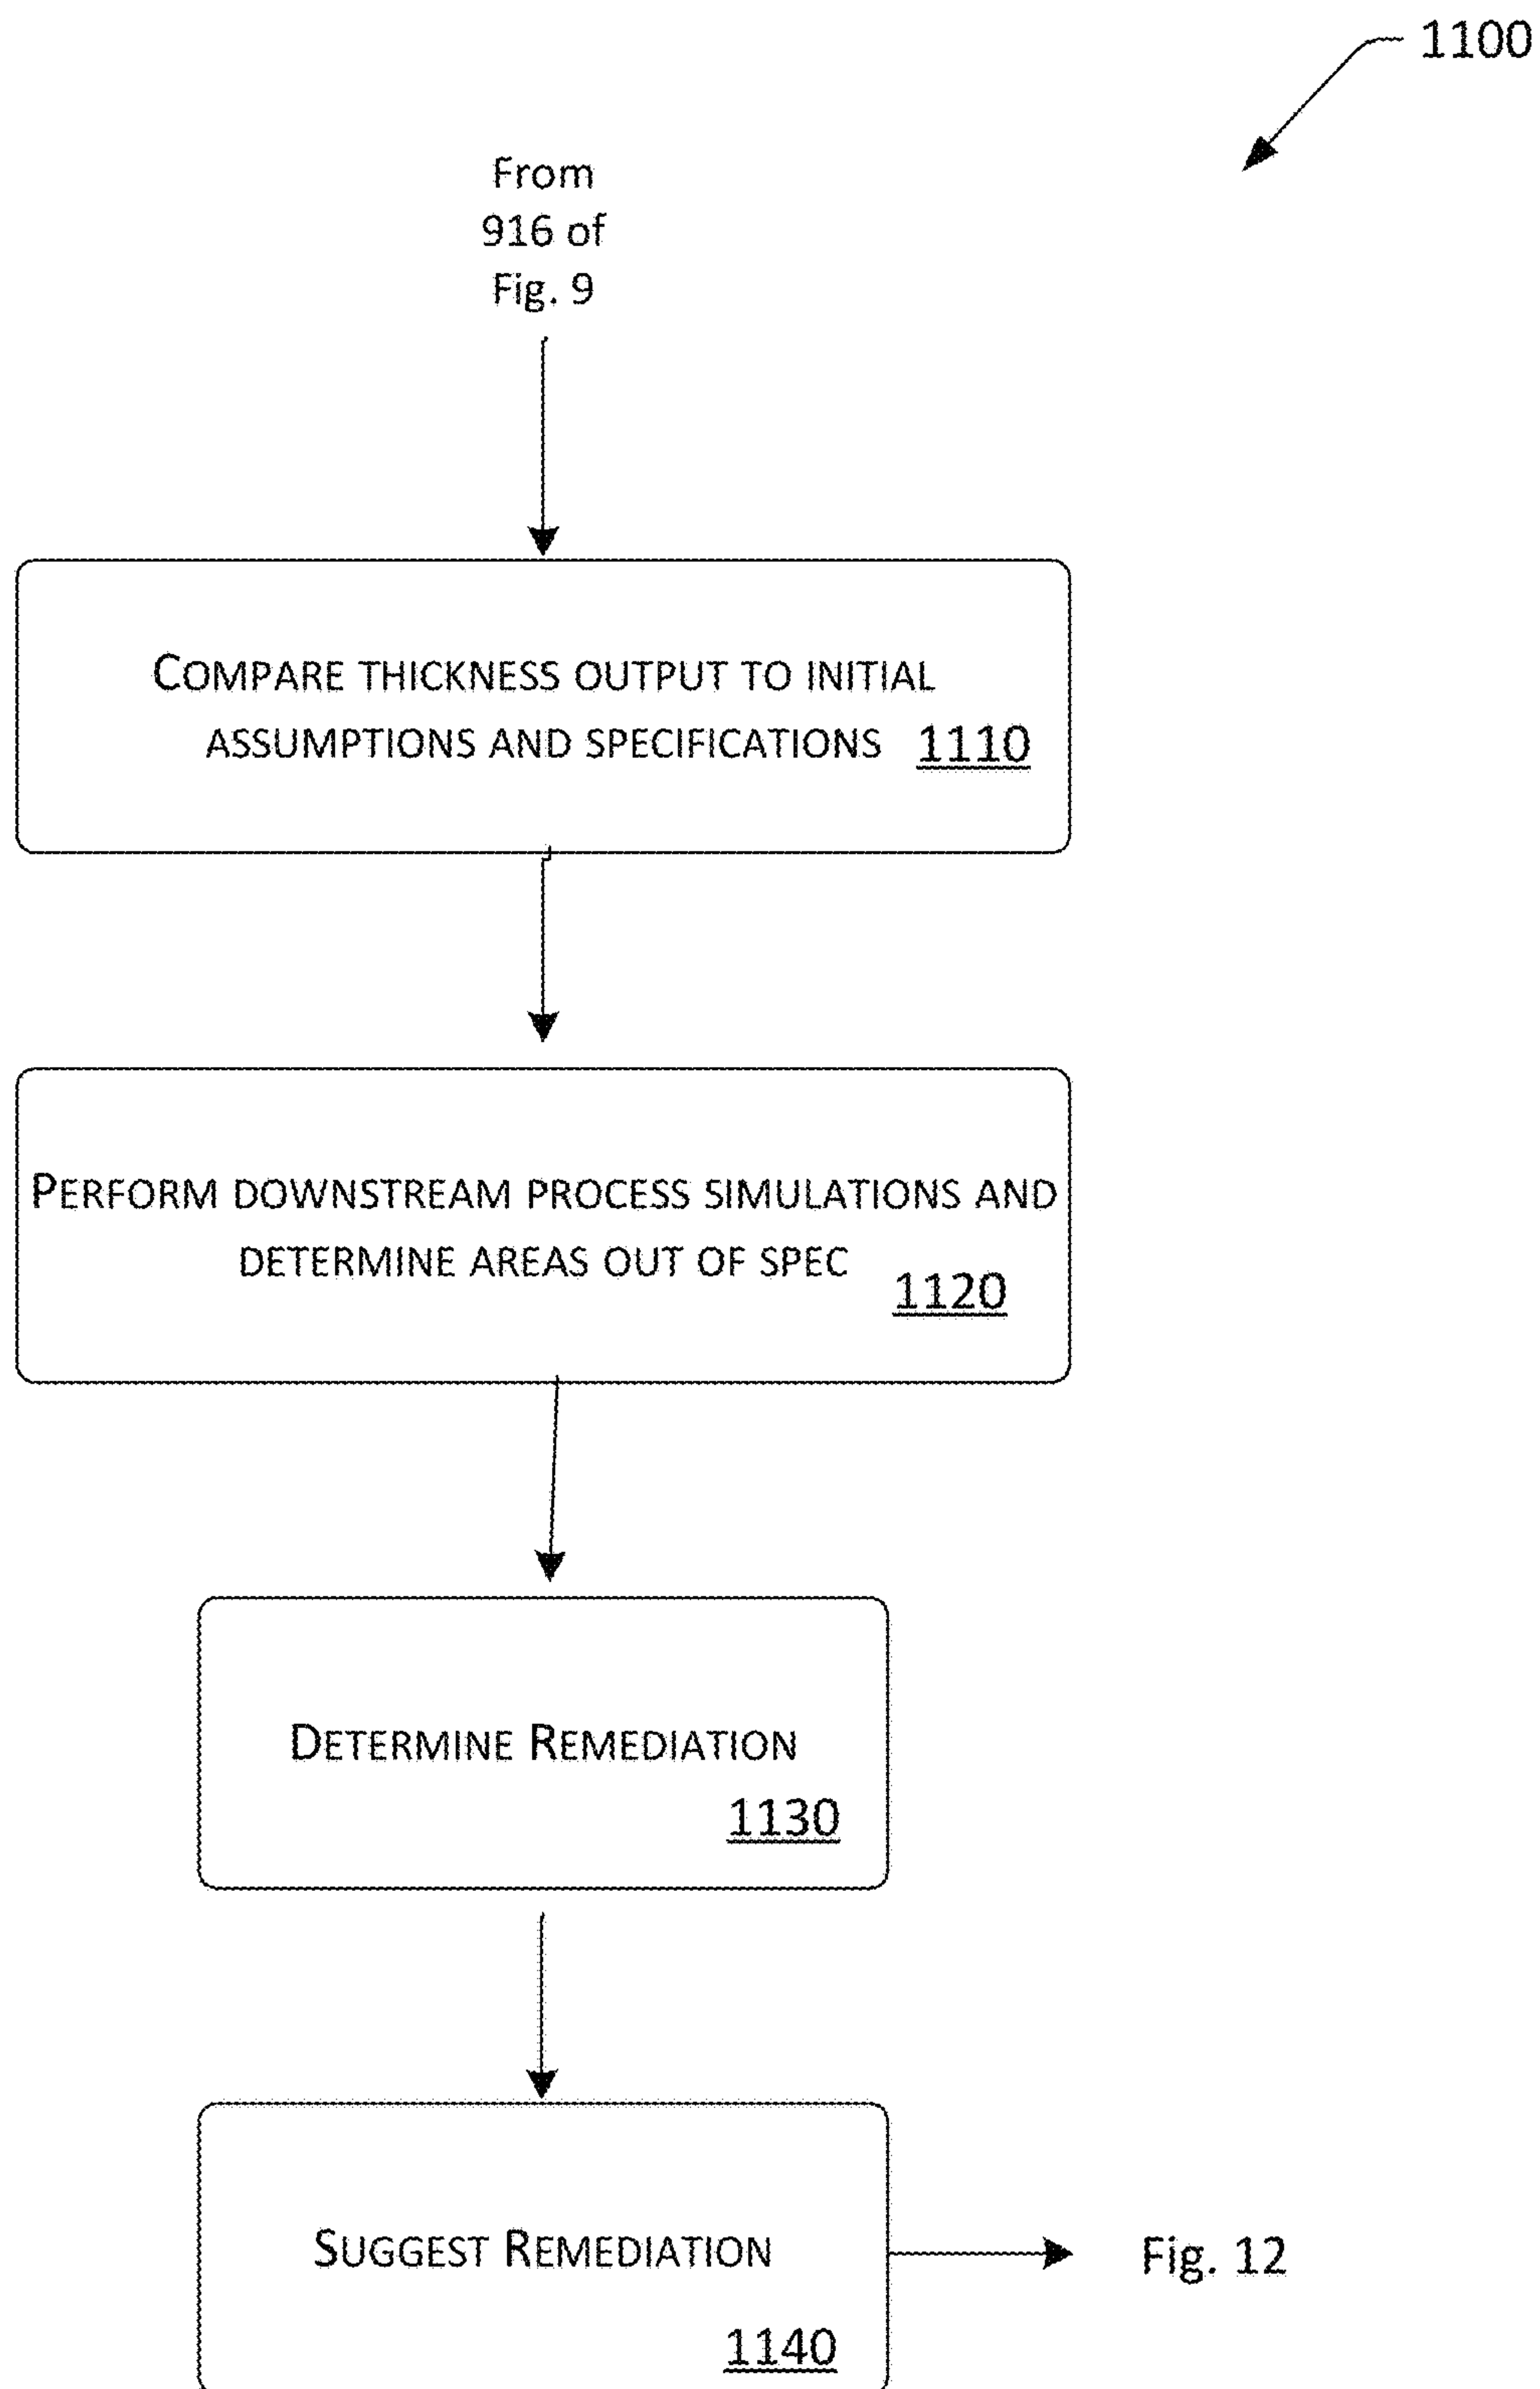 1100
From
916 of
Fig. 9
COMPARE THICKNESS OUTPUT TO INITIAL
ASSUMPTIONS AND SPECIFICATIONS 1110
PERFORM DOWNSTREAM PROCESS SIMULATIONS AND
DETERMINE AREAS OUT OF SPEC
1120
DETERMINE REMEDIATION
1130
SUGGEST REMEDIATION
Fig. 12
1140